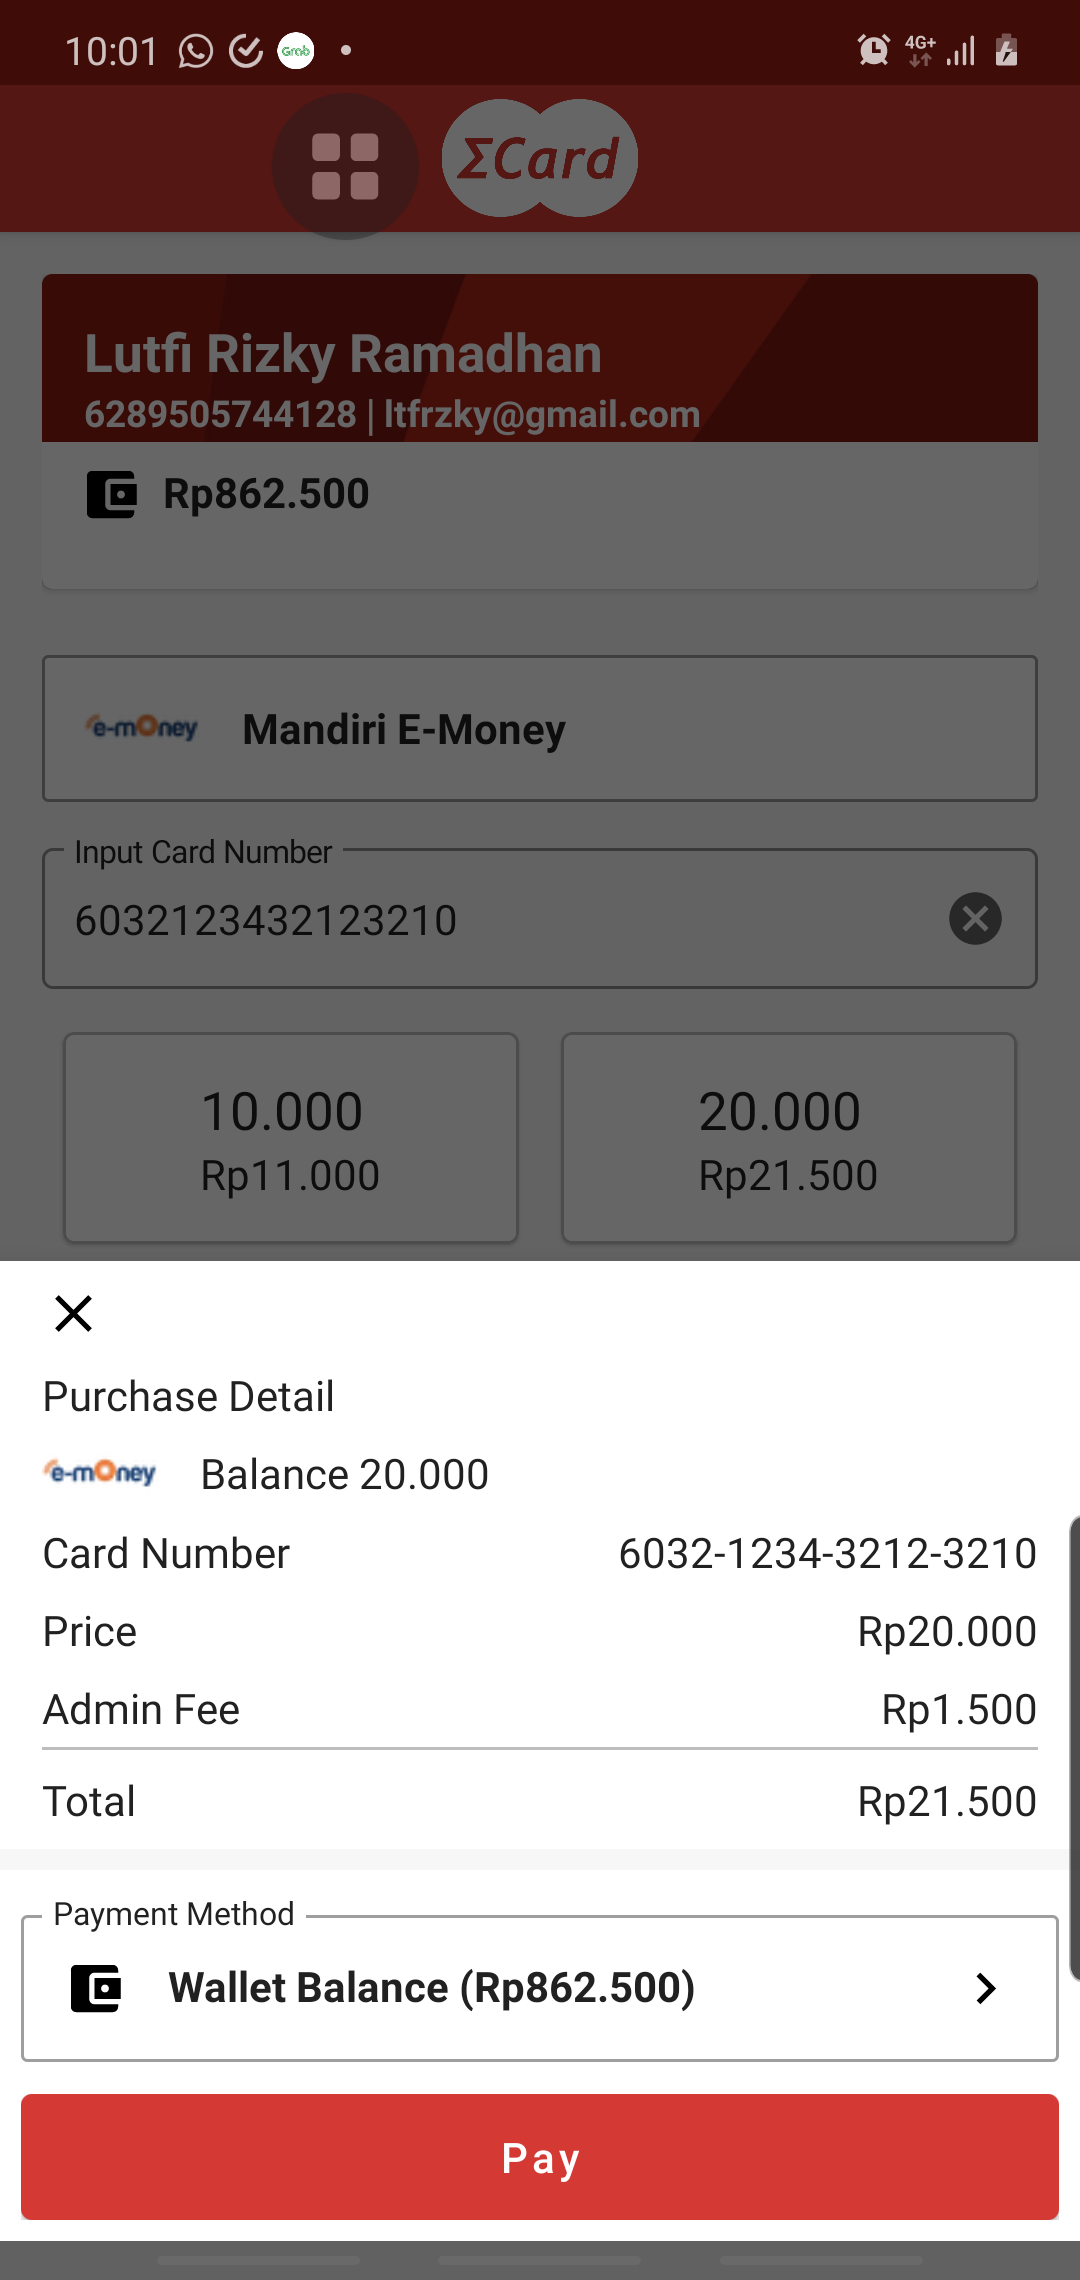 10:01 Grab 4G+
ΣCard
Lutfi Rizky Ramadhan
6289505744128 | ltfrzky@gmail.com
Rp862.500
e-money Mandiri E-Money
Input Card Number
6032123432123210
10.000 20.000
Rp11.000 Rp21.500
Purchase Detail
e-money Balance 20.000
Card Number 6032-1234-3212-3210
Price Rp20.000
Admin Fee Rp1.500
Total Rp21.500
Payment Method
Wallet Balance (Rp862.500)
Pay